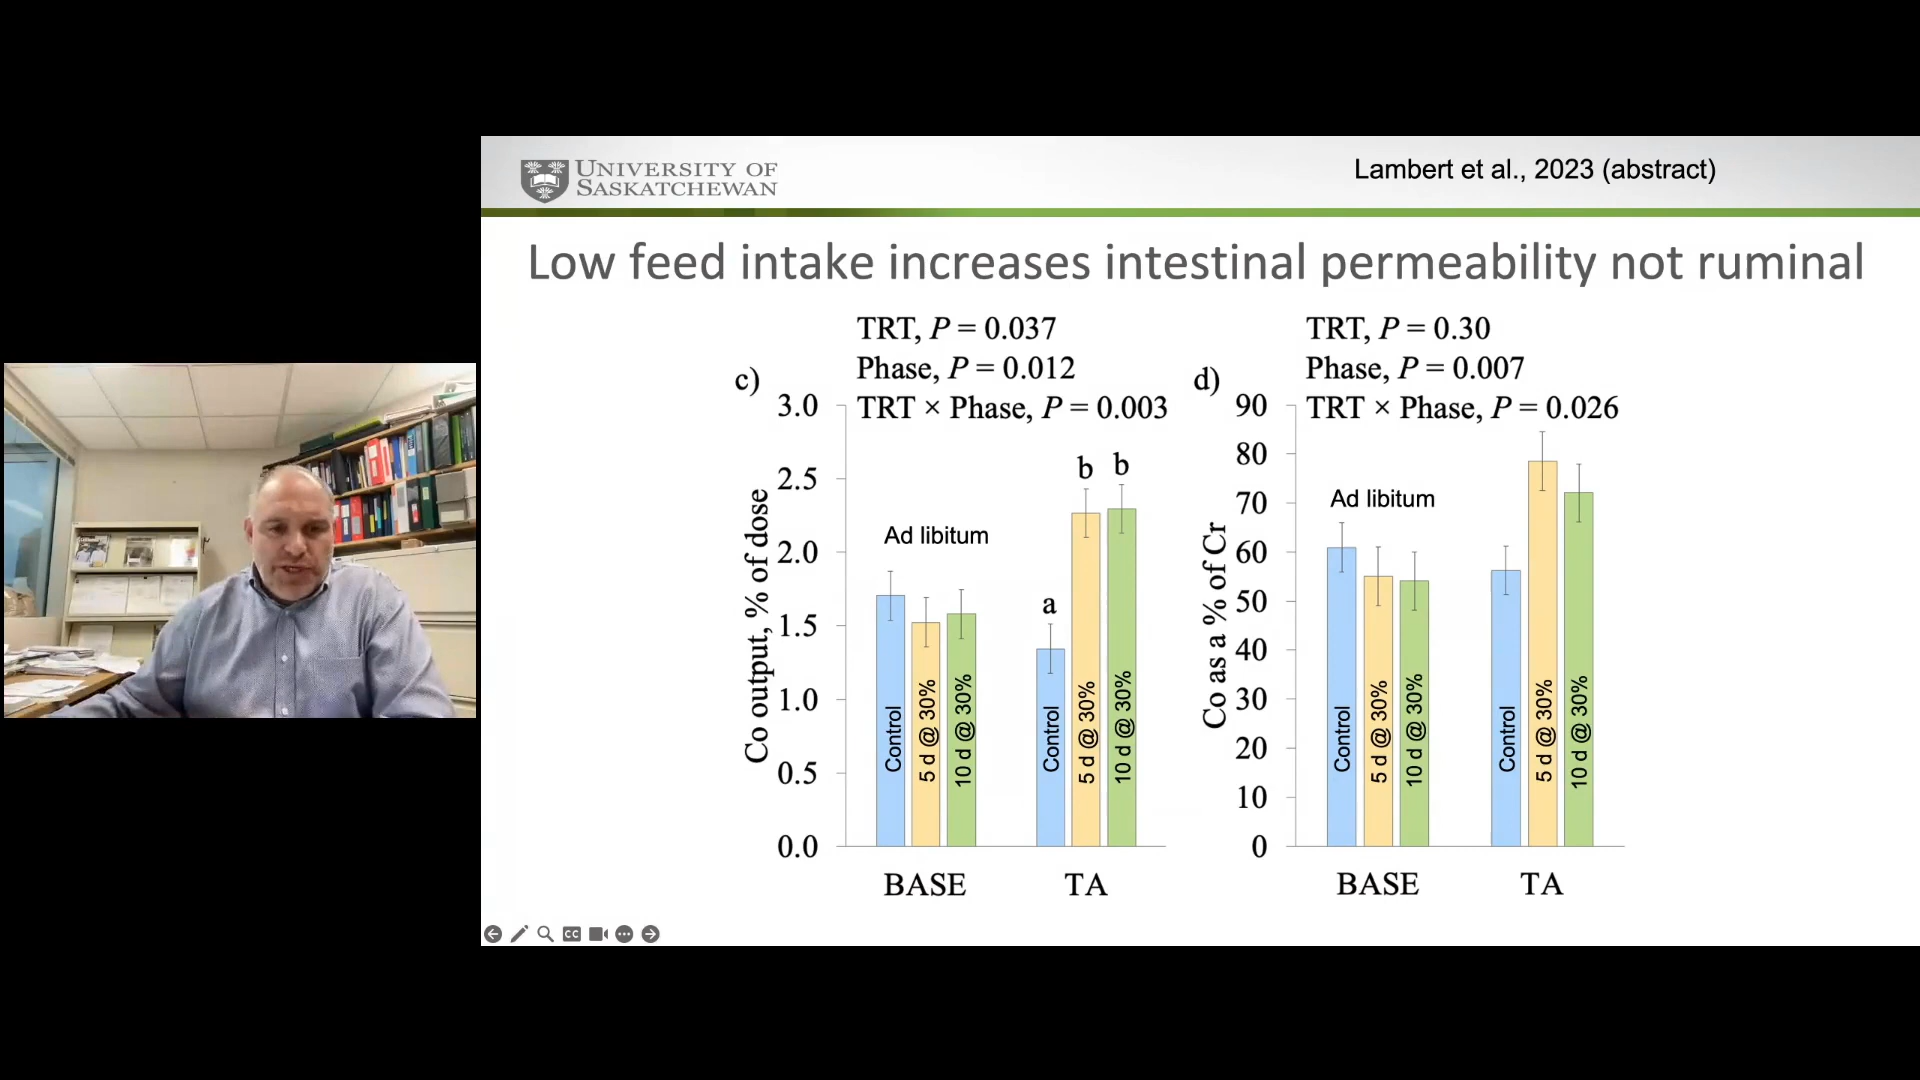 UNIVERSITY OF
SASKATCHEWAN
Lambert et al., 2023 (abstract)
Low feed intake increases intestinal permeability not ruminal
c)
TRT, P = 0.037
Phase, P = 0.012
TRT × Phase, P = 0.003
Co output, % of dose
3.0
2.5
2.0
1.5
1.0
0.5
0.0
Ad libitum
a
b
b
Control
5 d @ 30%
10 d @ 30%
Control
5 d @ 30%
10 d @ 30%
BASE
TA
d)
TRT, P = 0.30
Phase, P = 0.007
TRT × Phase, P = 0.026
Co as a % of Cr
90
80
70
60
50
40
30
20
10
0
Ad libitum
Control
5 d @ 30%
10 d @ 30%
Control
5 d @ 30%
10 d @ 30%
BASE
TA
CC